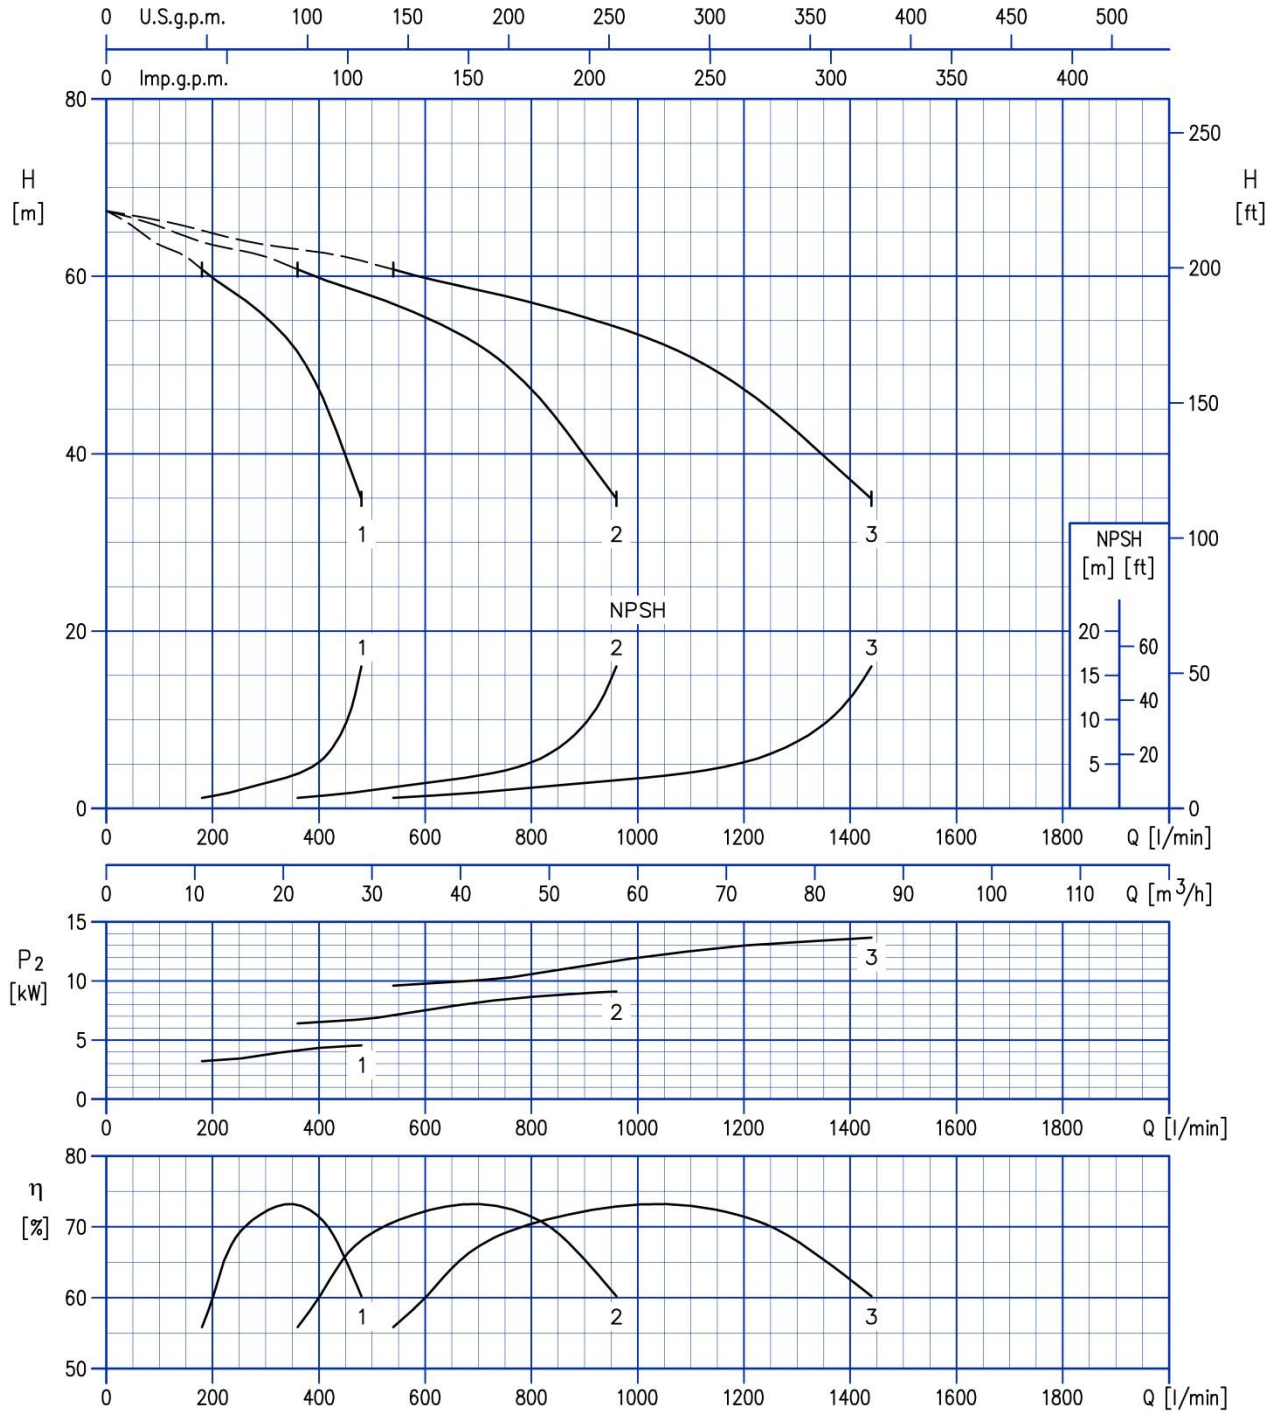 0 U.S.g.p.m. 100 150 200 250 300 350 400 450 500
0 Imp.g.p.m. 100 150 200 250 300 350 400
80
250
H
[m]
H
[ft]
60
200
150
40
1 2 3
100
NPSH
[m] [ft]
NPSH
20
20
60
1 2 3
15
50
40
10
20
5
0
0
0 200 400 600 800 1000 1200 1400 1600 1800 Q [l/min]
0 10 20 30 40 50 60 70 80 90 100 110 Q [m³/h]
15
P2
[kW]
3
10
2
5
1
0
0 200 400 600 800 1000 1200 1400 1600 1800 Q [l/min]
80
η
[%]
70
60
1 2 3
50
0 200 400 600 800 1000 1200 1400 1600 1800 Q [l/min]